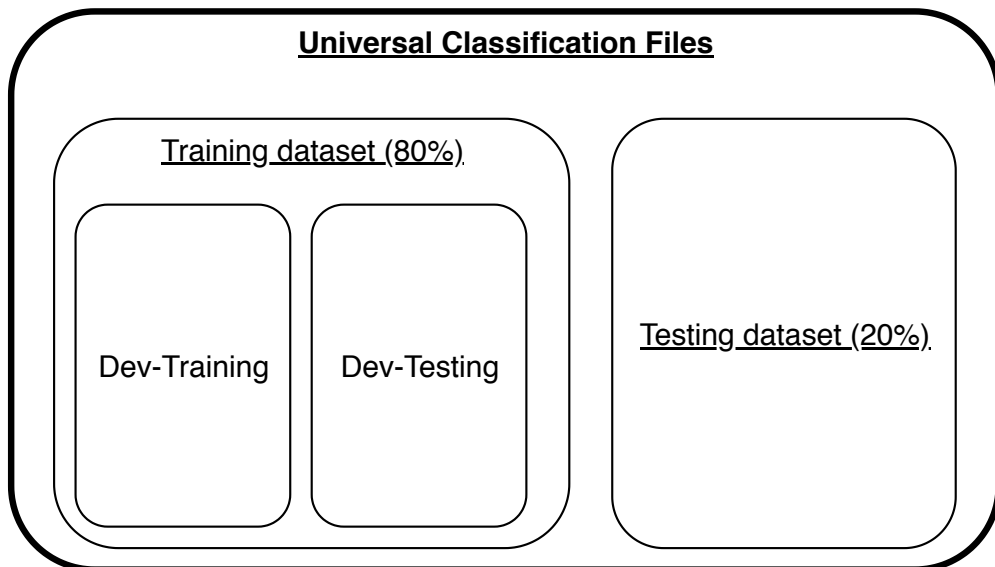 Universal Classification Files
Training dataset (80%)
Dev-Training
Dev-Testing
Testing dataset (20%)